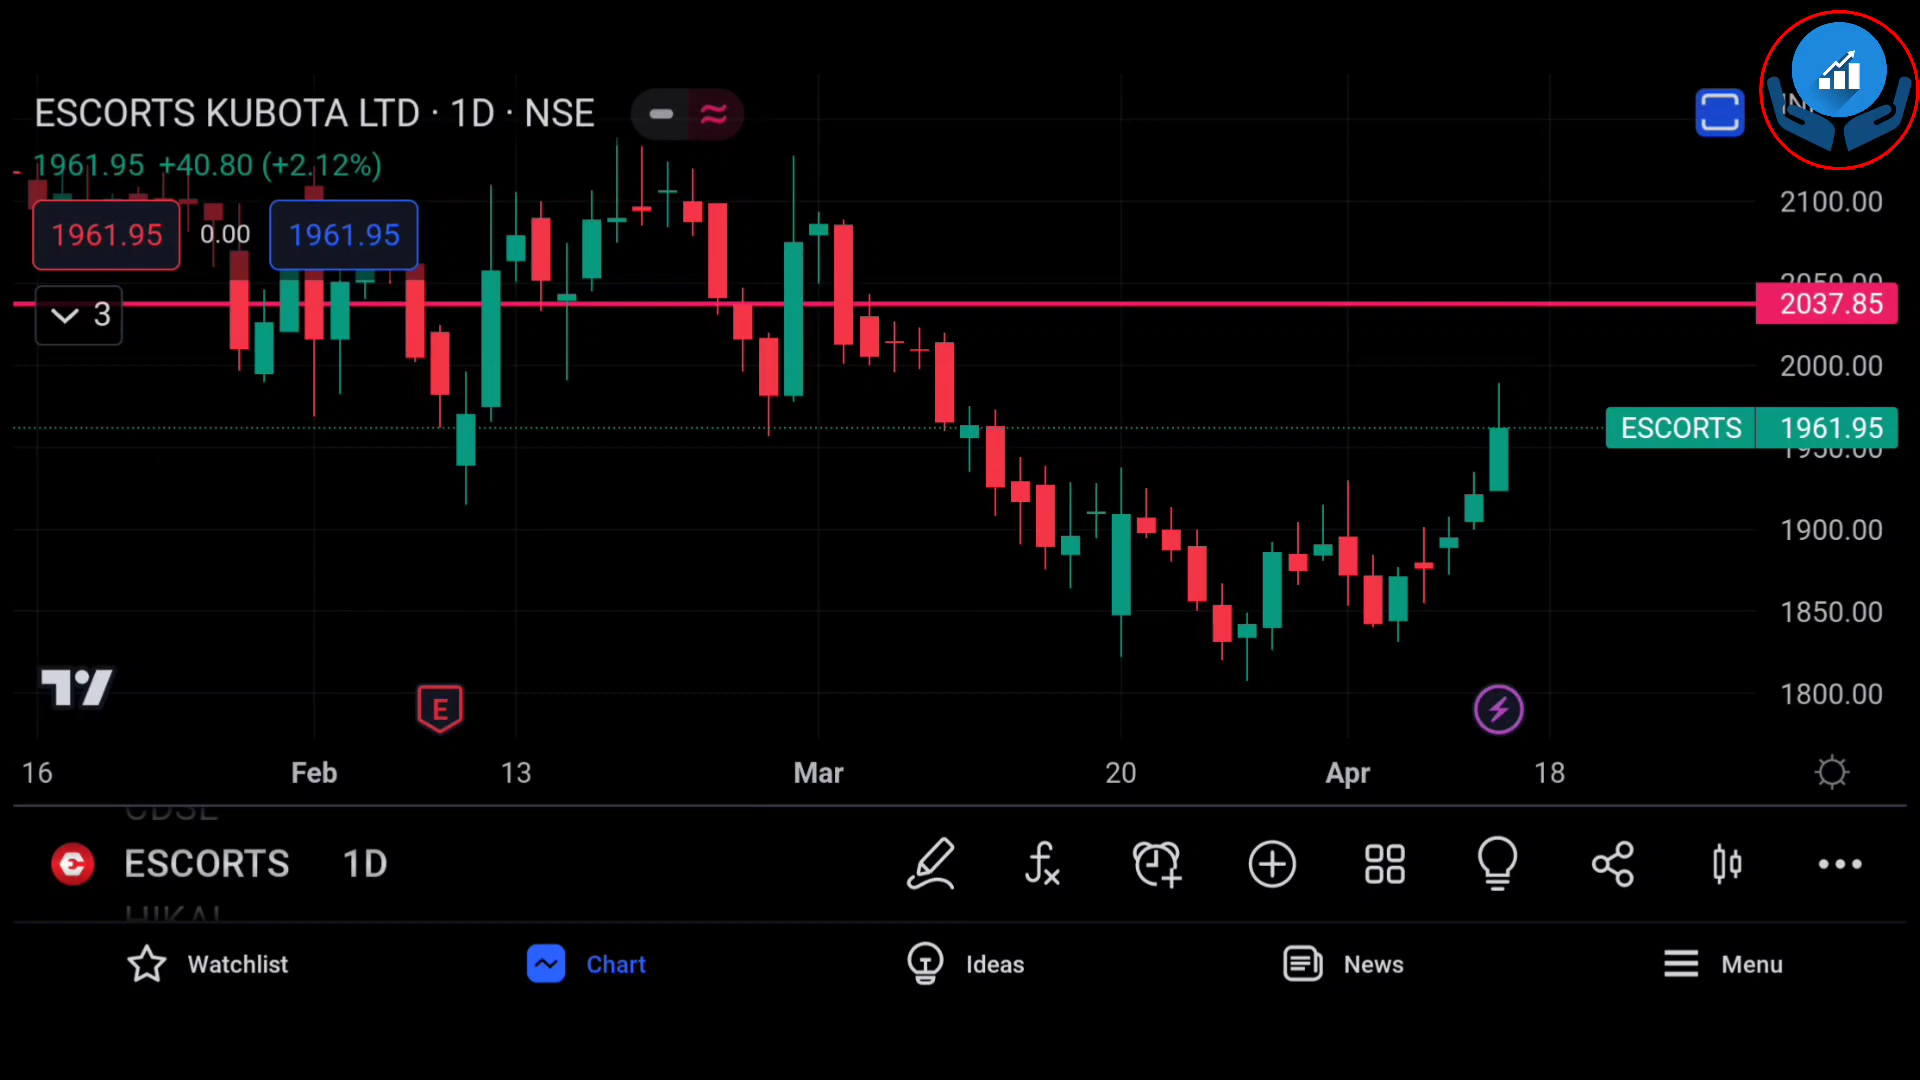 ESCORTS KUBOTA LTD · 1D · NSE
1961.95 +40.80 (+2.12%)
1961.95 0.00 1961.95
3
2100.00
2050.00
2037.85
2000.00
ESCORTS 1961.95
1950.00
1900.00
1850.00
1800.00
E
16 Feb 13 Mar 20 Apr 18
CDSL
ESCORTS 1D
HIKAL
Watchlist Chart Ideas News Menu